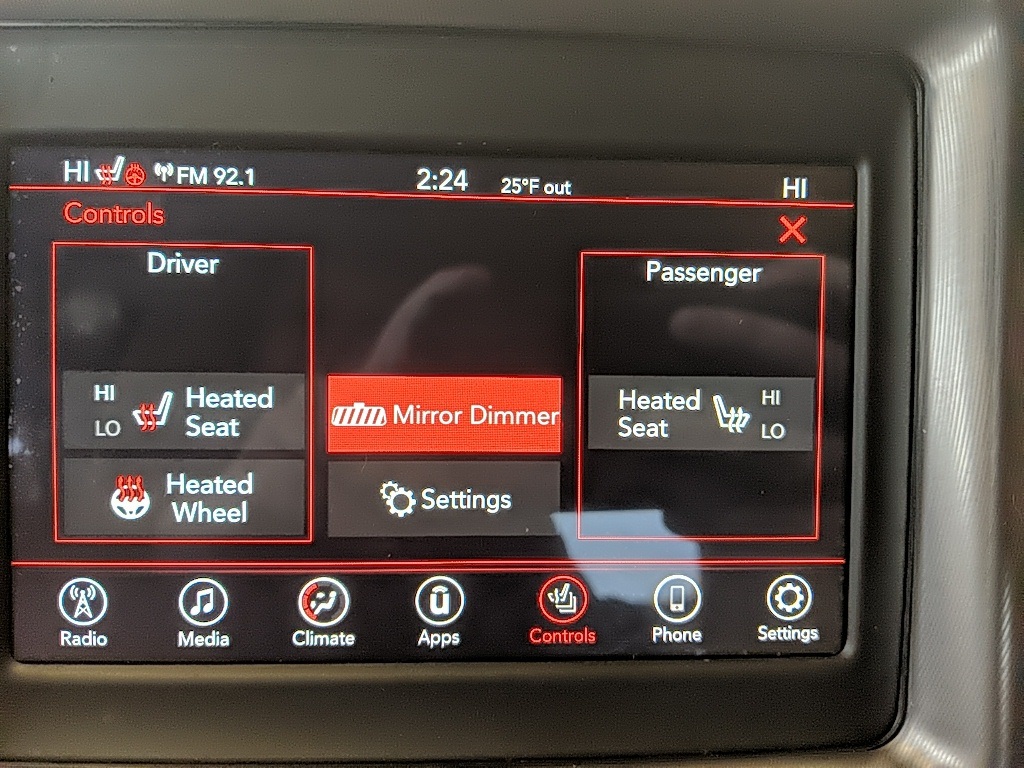 HI FM 92.1 2:24 25°F out HI
Controls
Driver
Passenger
HI
LO
Heated
Seat
Heated
Wheel
Mirror Dimmer
Settings
Heated
Seat
HI
LO
Radio Media Climate Apps Controls Phone Settings